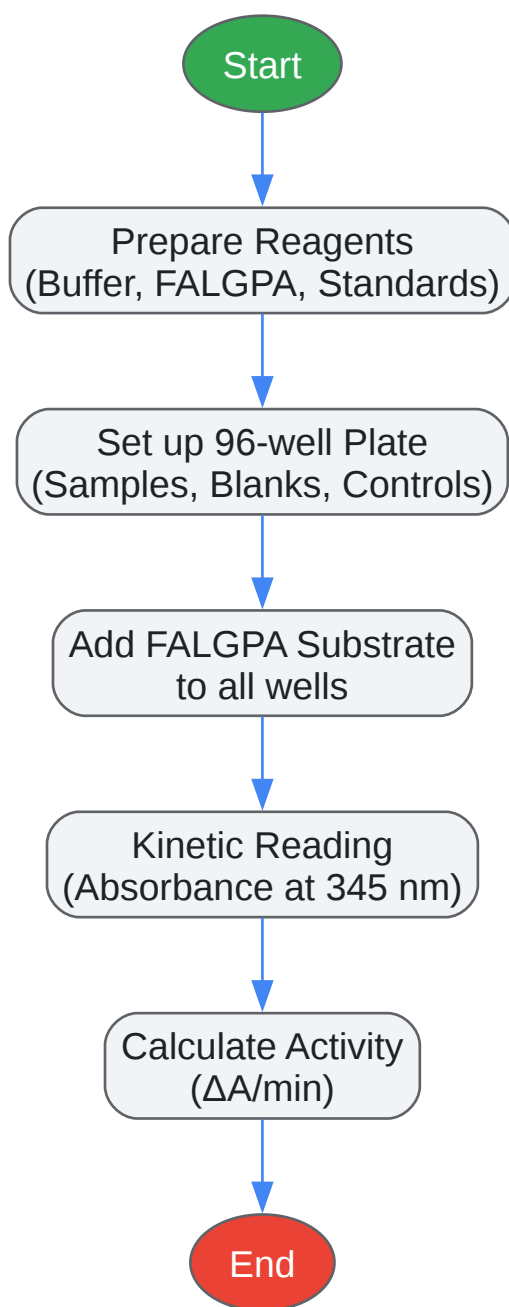 Start
Prepare Reagents
(Buffer, FALGPA, Standards)
Set up 96-well Plate
(Samples, Blanks, Controls)
Add FALGPA Substrate
to all wells
Kinetic Reading
(Absorbance at 345 nm)
Calculate Activity
(ΔA/min)
End